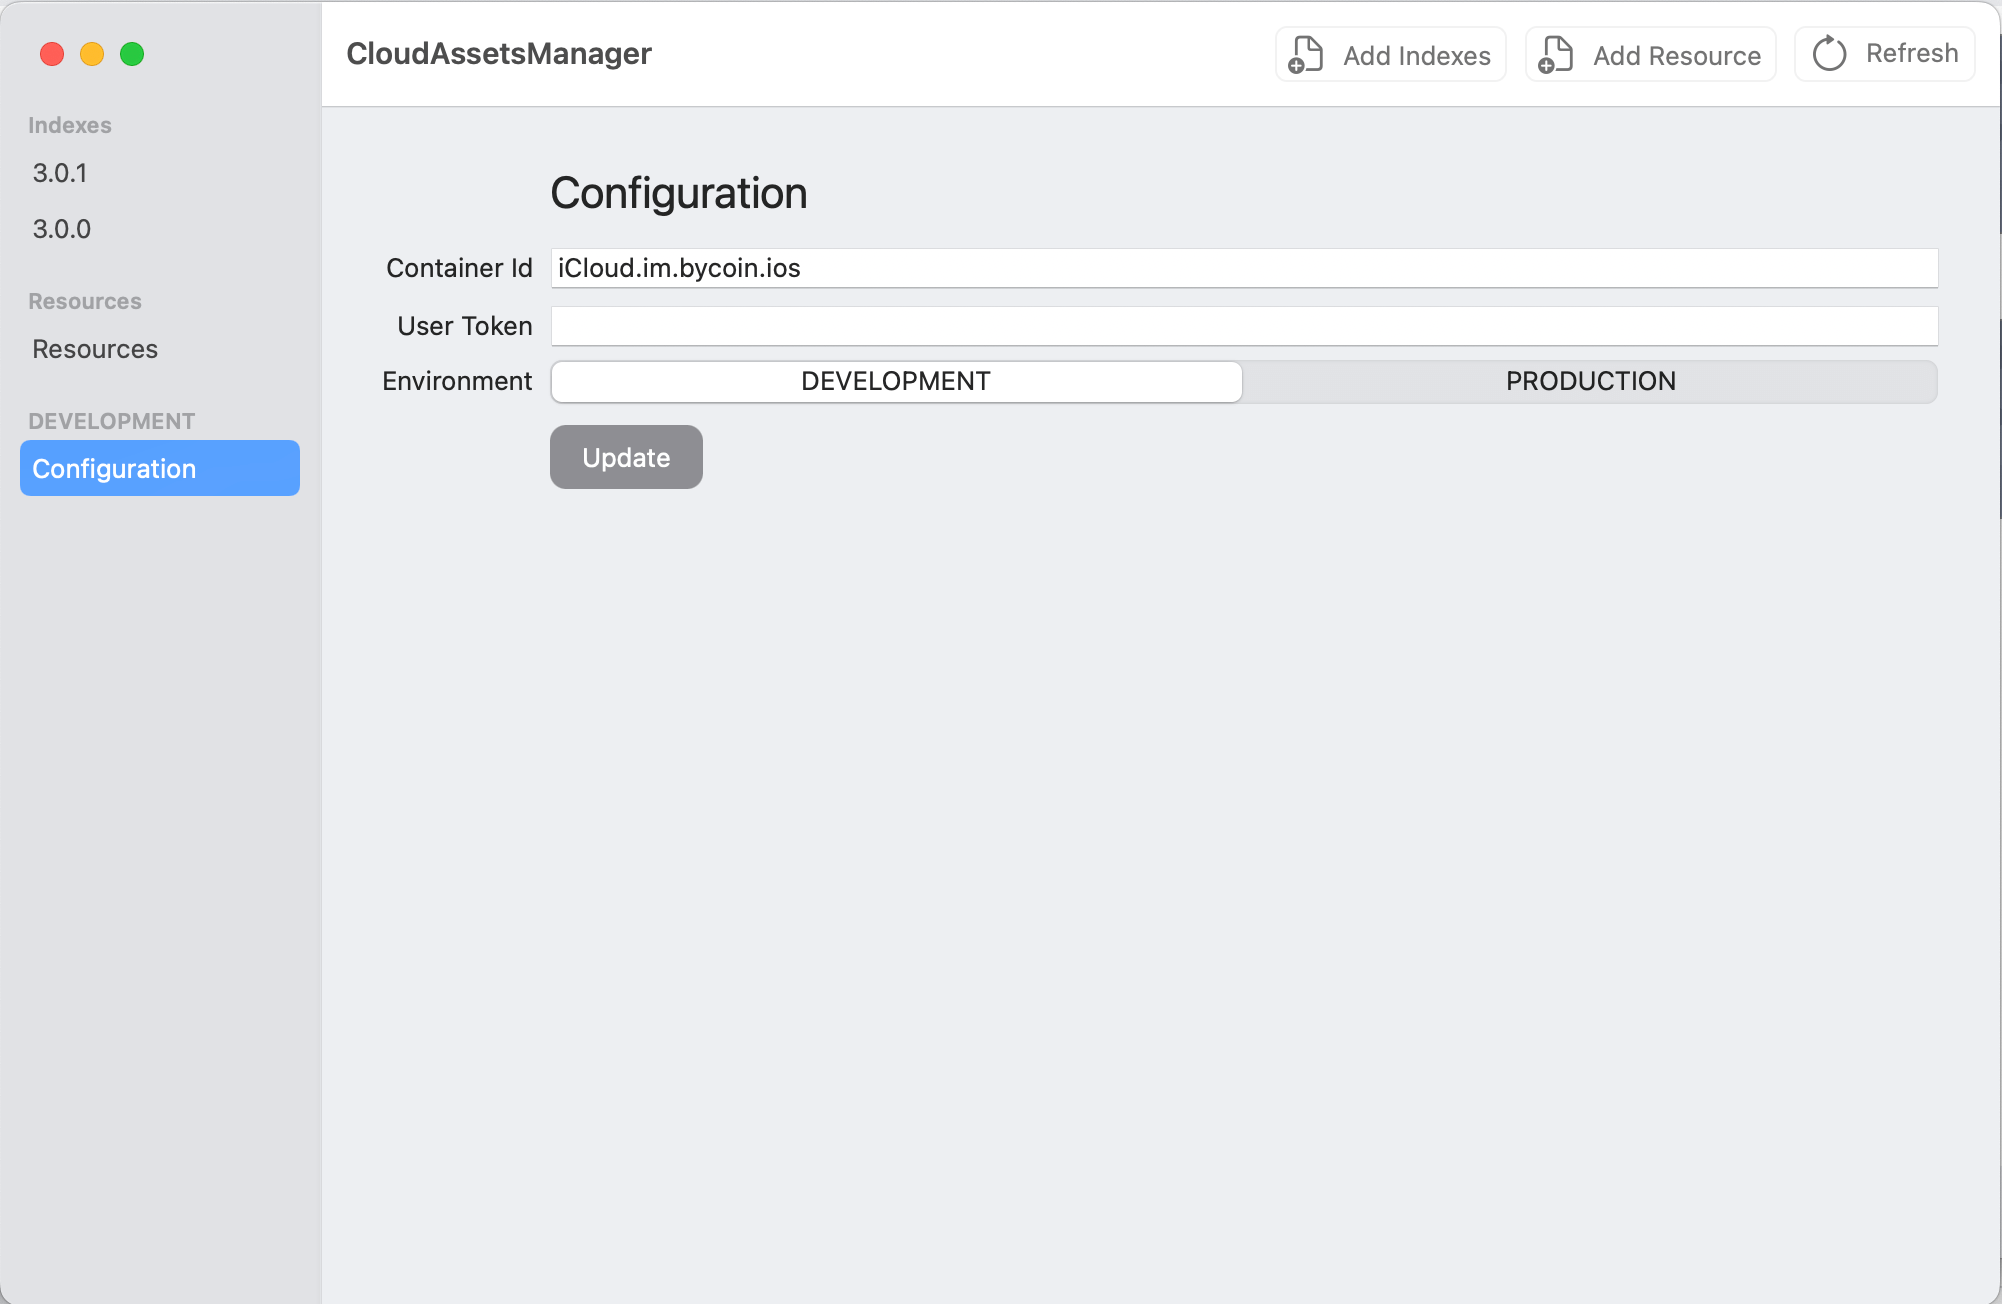 CloudAssetsManager
Add Indexes
Add Resource
Refresh
Indexes
3.0.1
3.0.0
Resources
Resources
DEVELOPMENT
Configuration
Configuration
Container Id
iCloud.im.bycoin.ios
User Token
Environment
DEVELOPMENT
PRODUCTION
Update